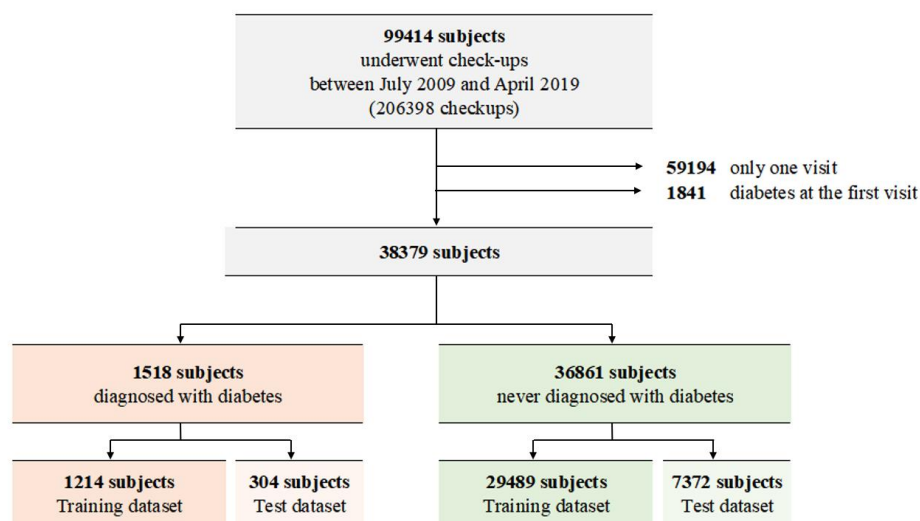 99414 subjects
underwent check-ups
between July 2009 and April 2019
(206398 checkups)
59194 only one visit
1841 diabetes at the first visit
38379 subjects
1518 subjects
diagnosed with diabetes
36861 subjects
never diagnosed with diabetes
1214 subjects
Training dataset
304 subjects
Test dataset
29489 subjects
Training dataset
7372 subjects
Test dataset